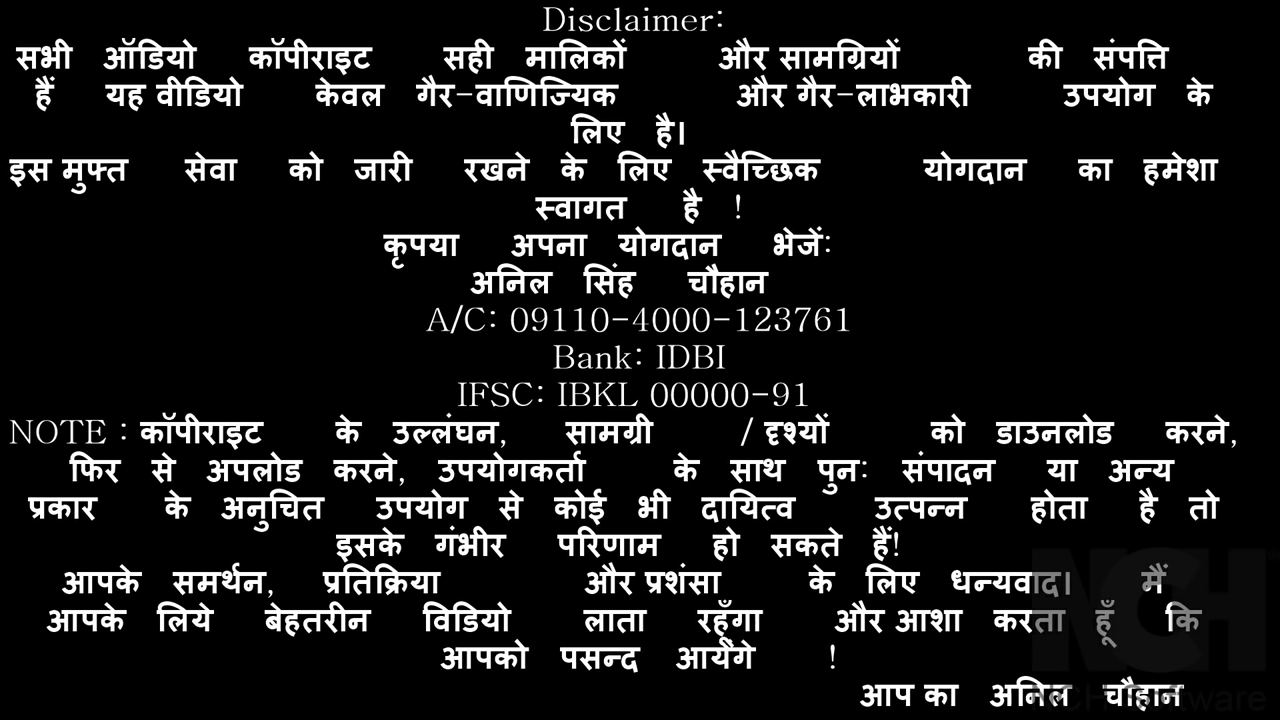 Disclaimer:
सभी ऑडियो कॉपीराइट सही मालिकों और सामग्रियों की संपत्ति
हैं यह वीडियो केवल गैर-वाणिज्यिक और गैर-लाभकारी उपयोग के
लिए है।
इस मुफ्त सेवा को जारी रखने के लिए स्वैच्छिक योगदान का हमेशा
स्वागत है !
कृपया अपना योगदान भेजें:
अनिल सिंह चौहान
A/C: 09110-4000-123761
Bank: IDBI
IFSC: IBKL 00000-91
NOTE : कॉपीराइट के उल्लंघन, सामग्री / दृश्यों को डाउनलोड करने,
फिर से अपलोड करने, उपयोगकर्ता के साथ पुन: संपादन या अन्य
प्रकार के अनुचित उपयोग से कोई भी दायित्व उत्पन्न होता है तो
इसके गंभीर परिणाम हो सकते हैं!
आपके समर्थन, प्रतिक्रिया और प्रशंसा के लिए धन्यवाद। मैं
आपके लिये बेहतरीन विडियो लाता रहूँगा और आशा करता हूँ कि
आपको पसन्द आयेंगे !
आप का अनिल चौहान
NCH
NCH Software